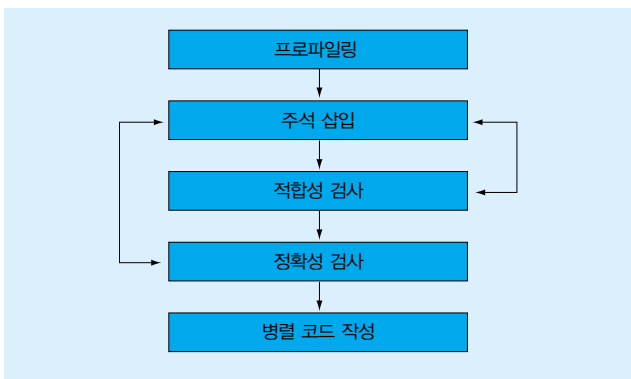 프로파일링
주석 삽입
적합성 검사
정확성 검사
병렬 코드 작성